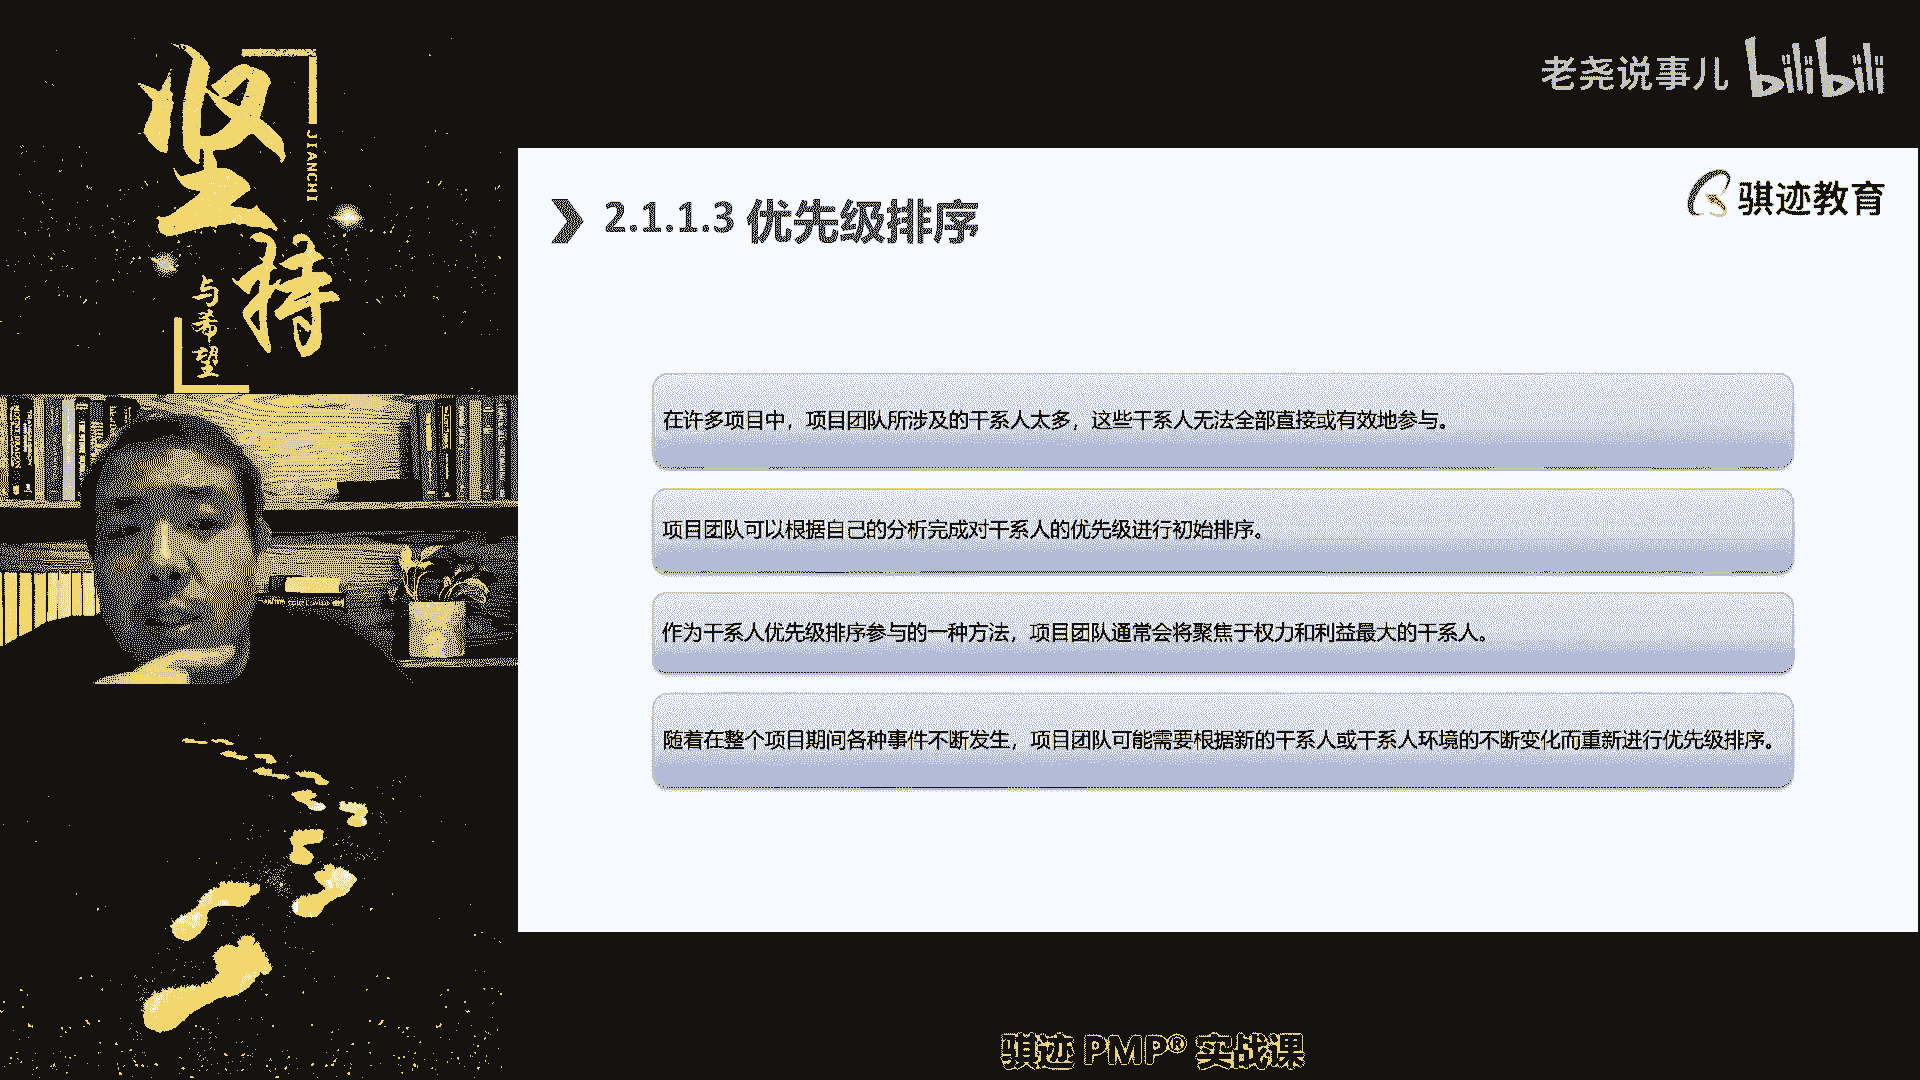 坚持
JIANCHI
与希望
老尧说事儿 bilibili
骐迹教育
2.1.1.3 优先级排序
在许多项目中，项目团队所涉及的干系人太多，这些干系人无法全部直接或有效地参与。
项目团队可以根据自己的分析完成对干系人的优先级进行初始排序。
作为干系人优先级排序参与的一种方法，项目团队通常会将聚焦于权力和利益最大的干系人。
随着在整个项目期间各种事件不断发生，项目团队可能需要根据新的干系人或干系人环境的不断变化而重新进行优先级排序。
骐迹 PMP® 实战课